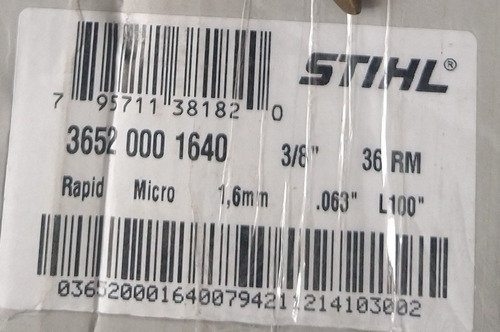 STIHL®
7 95711 38182 0
3652 000 1640 3/8" 36 RM
Rapid Micro 1,6mm .063" L100"
0365200016400794211214103002